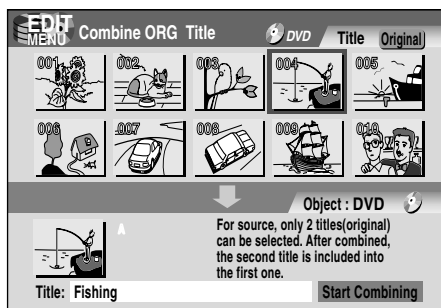 EDIT
MENU Combine ORG Title DVD Title Original
001 002 003 004 005
006 007 008 009 010
Object : DVD
A
For source, only 2 titles(original)
can be selected. After combined,
the second title is included into
the first one.
Title: Fishing Start Combining